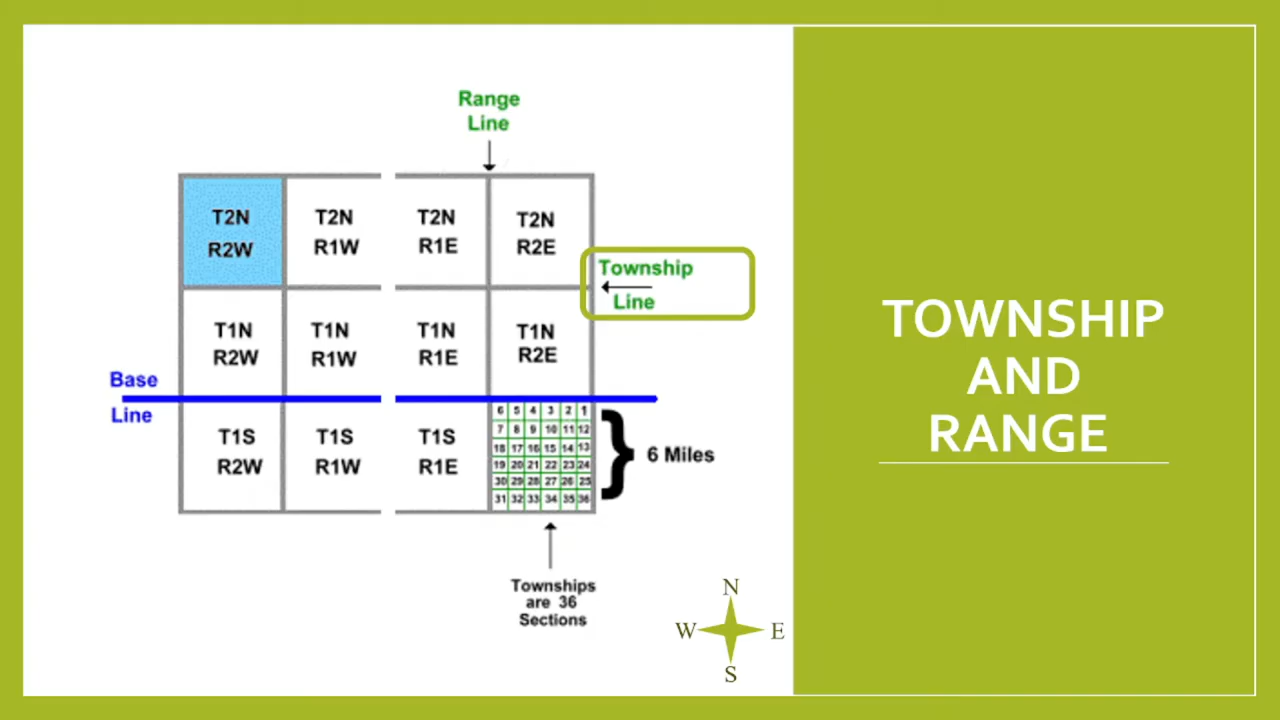 Range
Line
T2N T2N T2N T2N
R2W R1W R1E R2E
Township
Line
T1N T1N T1N T1N
R2W R1W R1E R2E
Base
Line
T1S T1S T1S
R2W R1W R1E
6 5 4 3 2 1
7 8 9 10 11 12
18 17 16 15 14 13
19 20 21 22 23 24
30 29 28 27 26 25
31 32 33 34 35 36
6 Miles
Townships
are 36
Sections
N
W E
S
TOWNSHIP
AND
RANGE